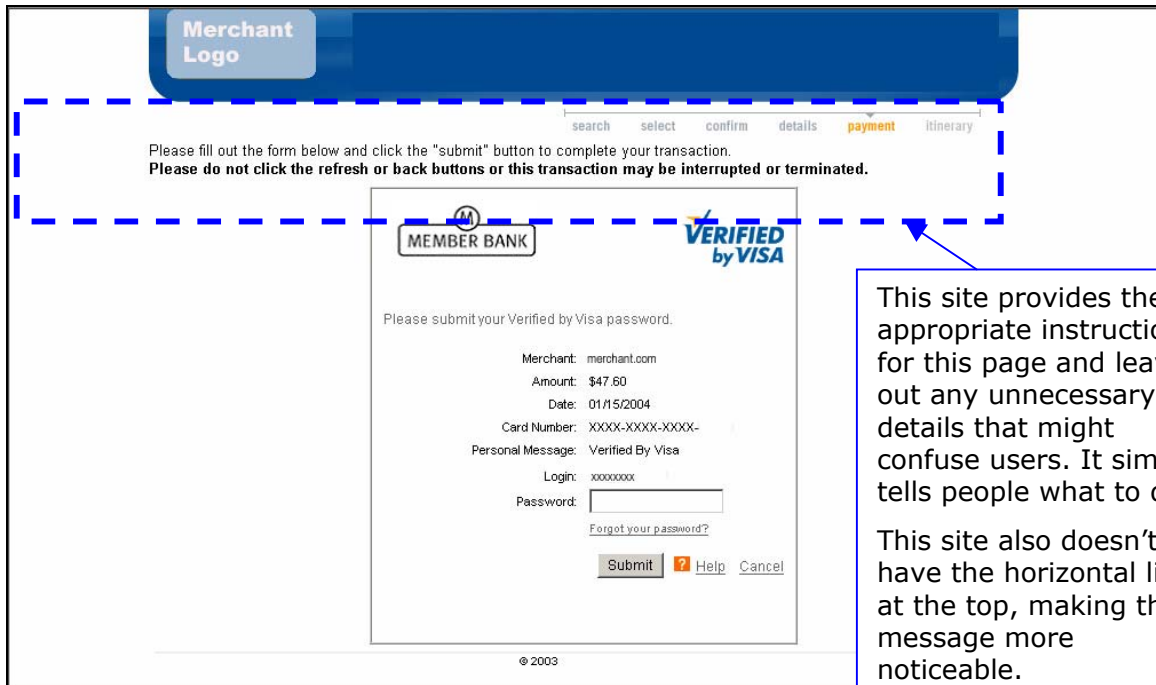 Merchant
Logo
search select confirm details payment itinerary
Please fill out the form below and click the "submit" button to complete your transaction.
Please do not click the refresh or back buttons or this transaction may be interrupted or terminated.
M
MEMBER BANK
VERIFIED
by VISA
Please submit your Verified by Visa password.
Merchant: merchant.com
Amount: $47.60
Date: 01/15/2004
Card Number: XXXX-XXXX-XXXX-
Personal Message: Verified By Visa
Login: xxxxxxxx
Password:
Forgot your password?
Submit ? Help Cancel
© 2003
This site provides
appropriate
for this page and
out any unnecessary
details that might
confuse users. It
tells people what to
This site also doesn't
have the horizontal
at the top, making
message more
noticeable.